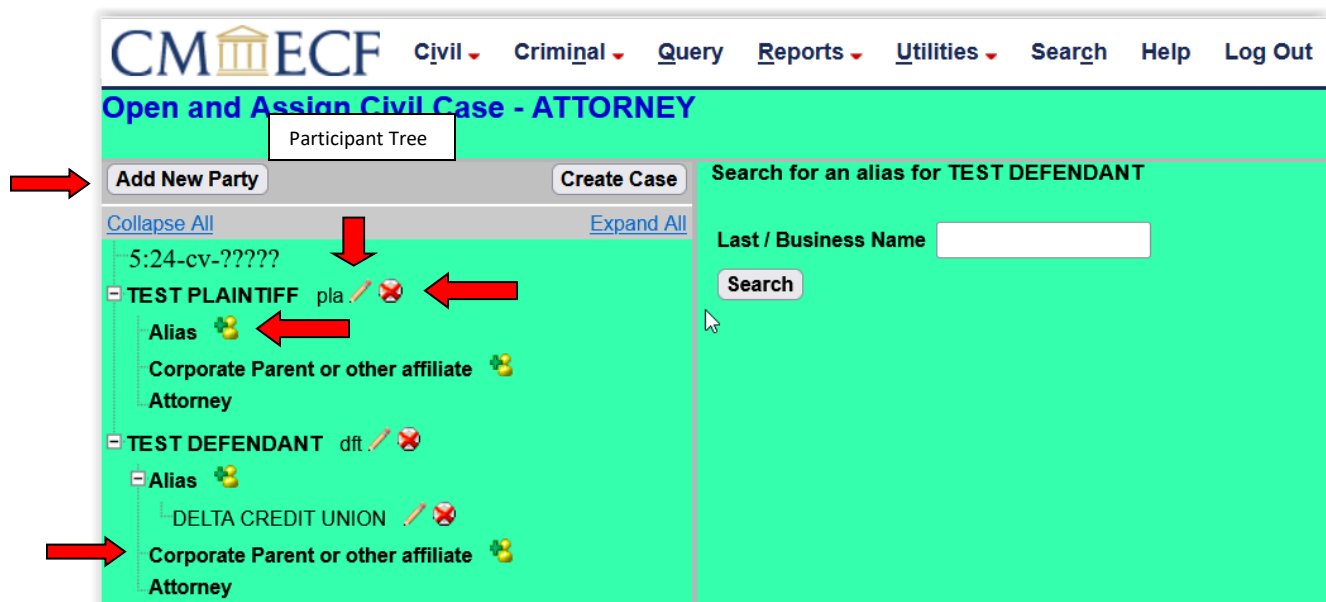 CM ECF Civil Criminal Query Reports Utilities Search Help Log Out
Open and Assign Civil Case - ATTORNEY
Participant Tree
Add New Party Create Case
Collapse All Expand All
5:24-cv-?????
TEST PLAINTIFF pla
Alias
Corporate Parent or other affiliate
Attorney
TEST DEFENDANT dft
Alias
DELTA CREDIT UNION
Corporate Parent or other affiliate
Attorney
Search for an alias for TEST DEFENDANT
Last / Business Name
Search